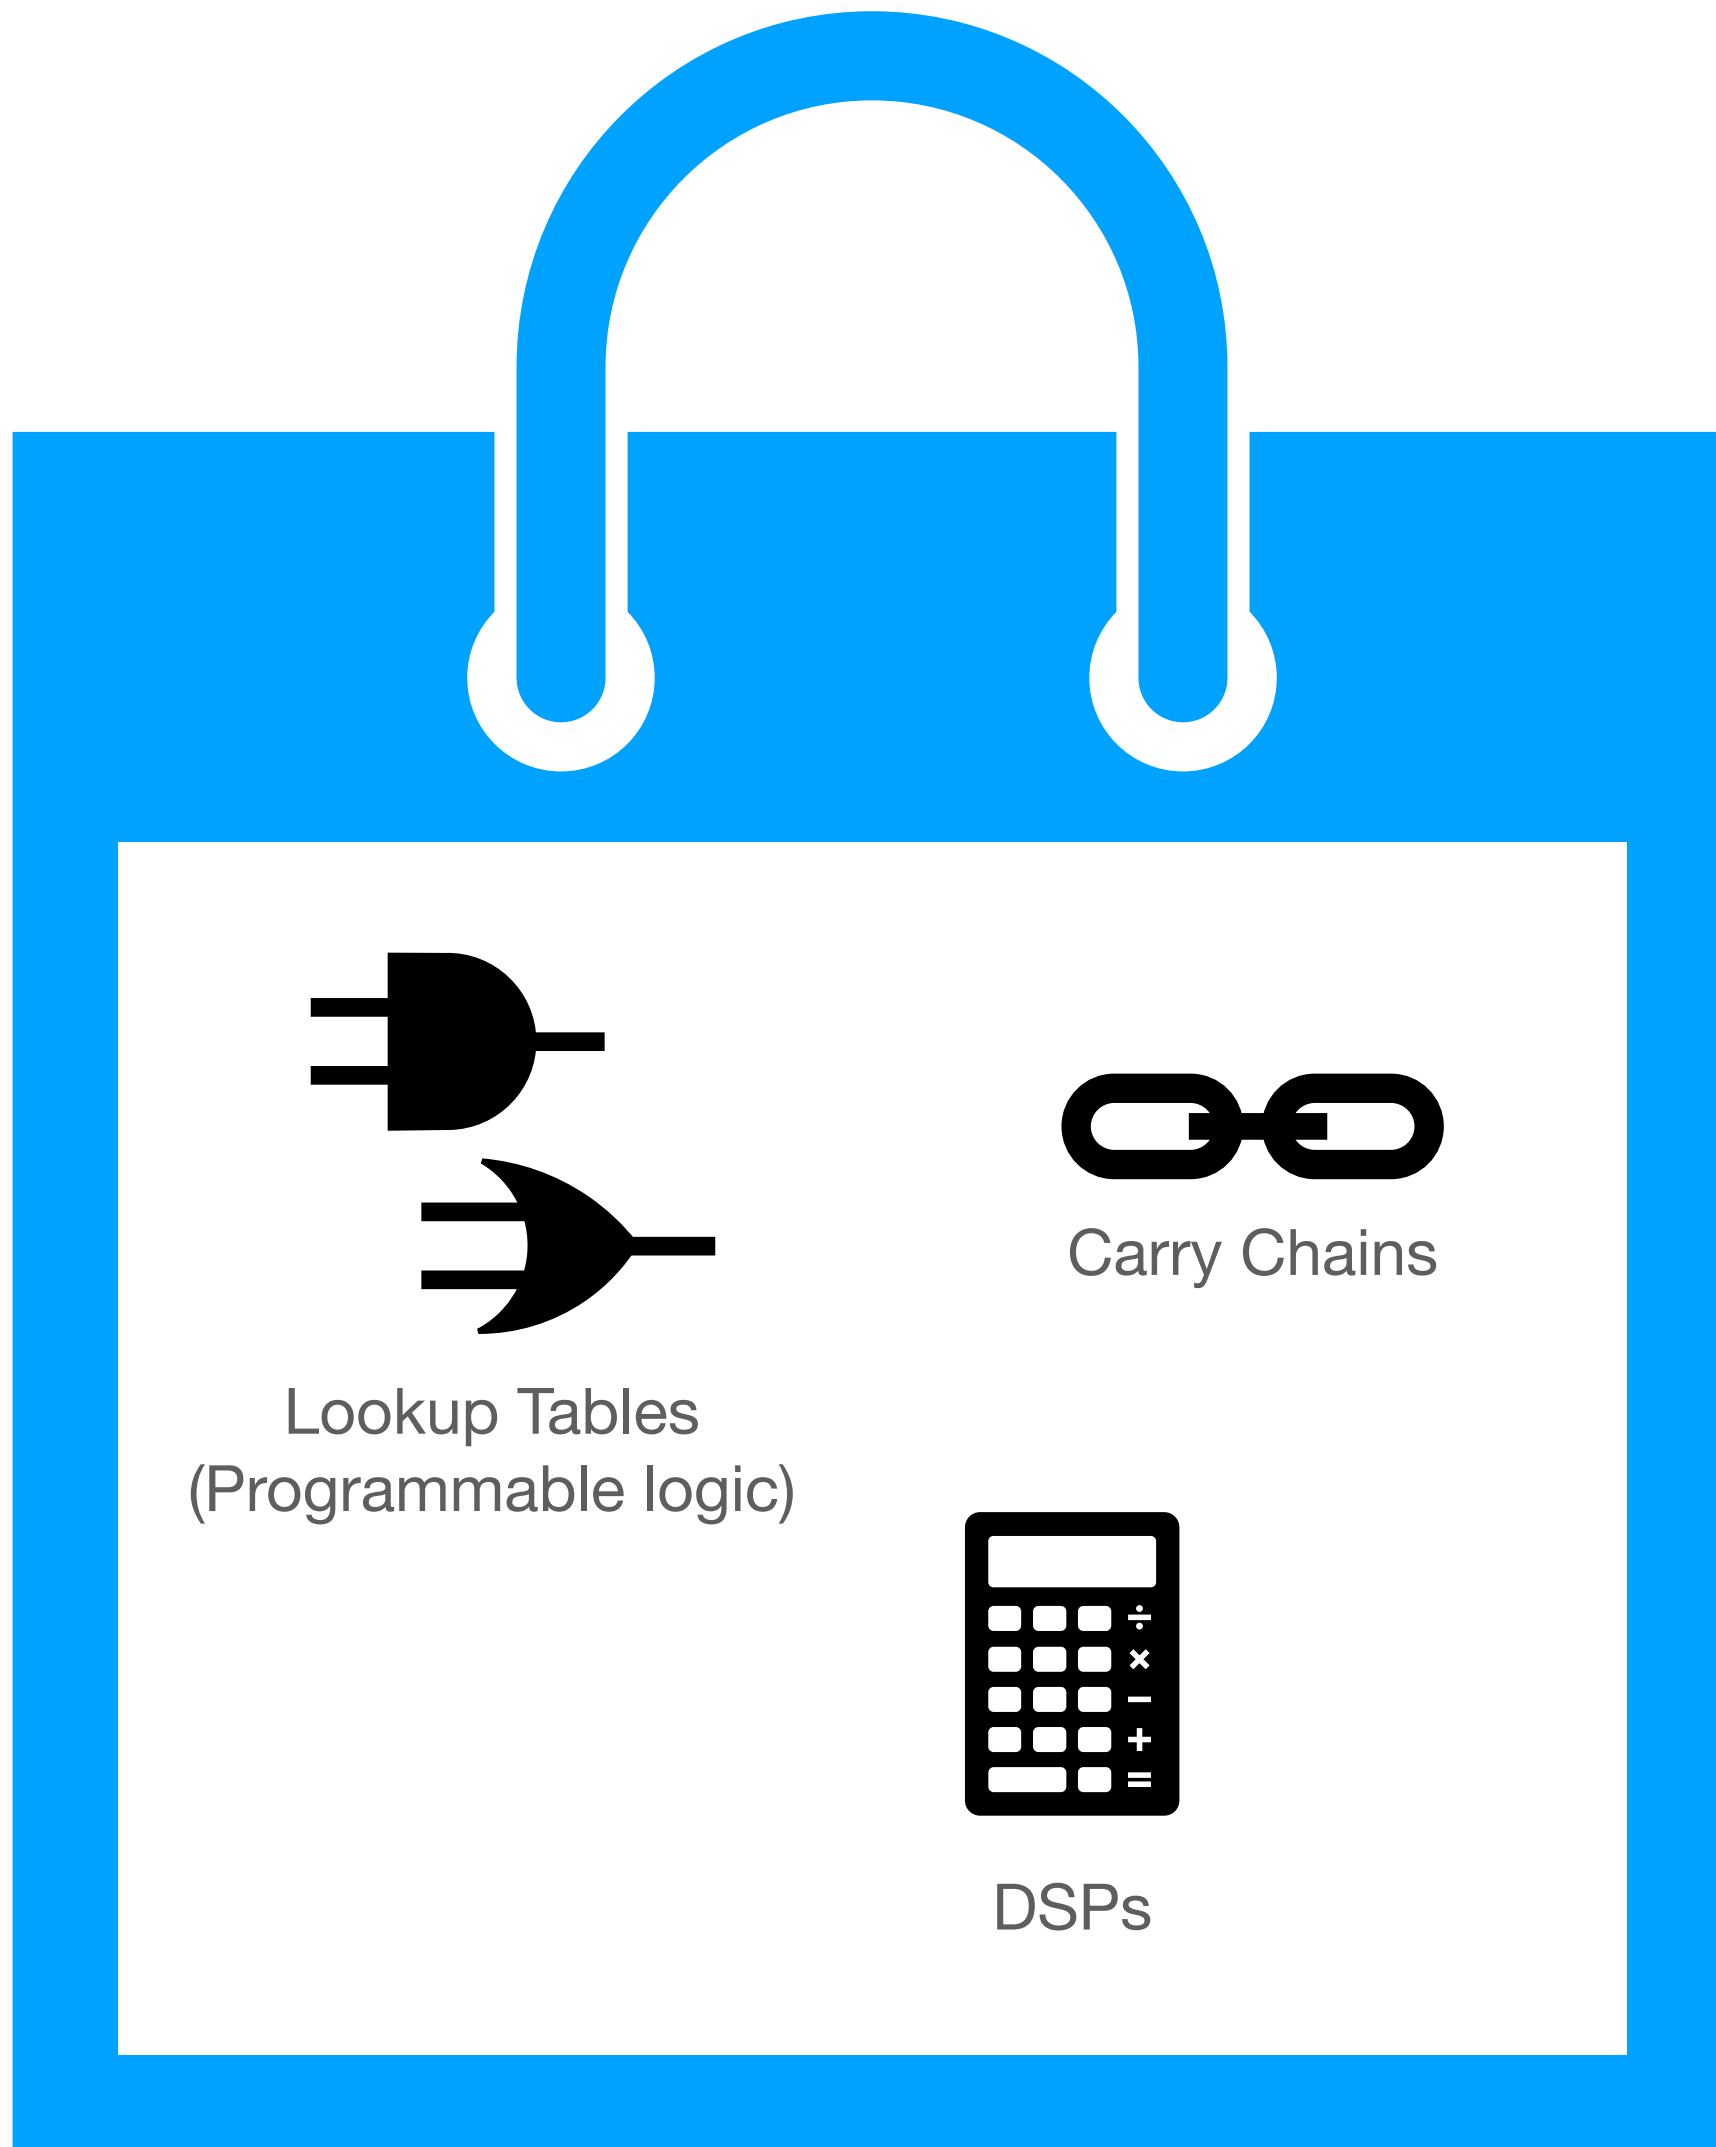 Carry Chains
Lookup Tables
(Programmable logic)
÷
×
−
+
=
DSPs